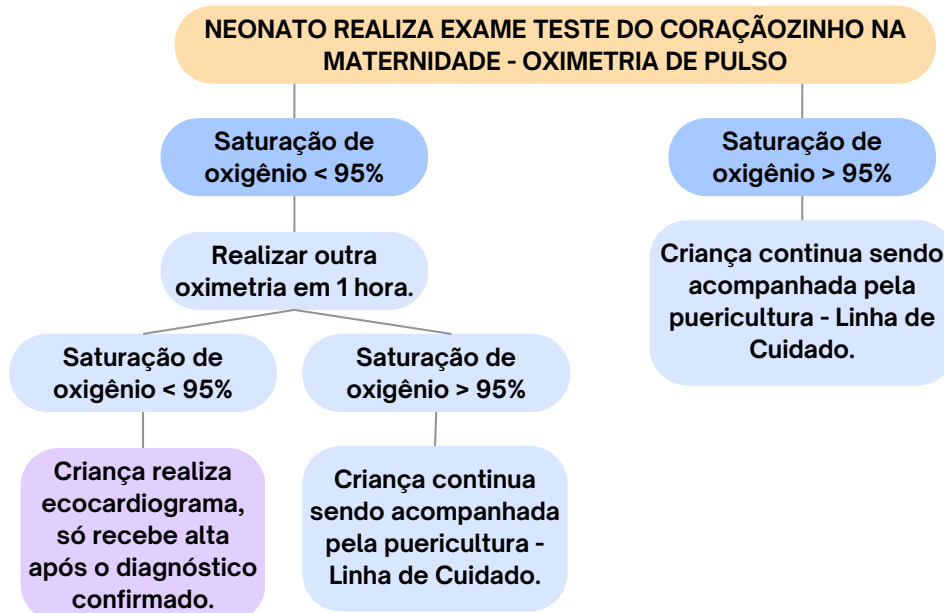 NEONATO REALIZA EXAME TESTE DO CORAÇÃOZINHO NA
MATERNIDADE - OXIMETRIA DE PULSO
Saturação de
oxigênio < 95%
Saturação de
oxigênio > 95%
Realizar outra
oximetria em 1 hora.
Criança continua sendo
acompanhada pela
puericultura - Linha de
Cuidado.
Saturação de
oxigênio < 95%
Saturação de
oxigênio > 95%
Criança realiza
ecocardiograma,
só recebe alta
após o diagnóstico
confirmado.
Criança continua
sendo acompanhada
pela puericultura -
Linha de Cuidado.